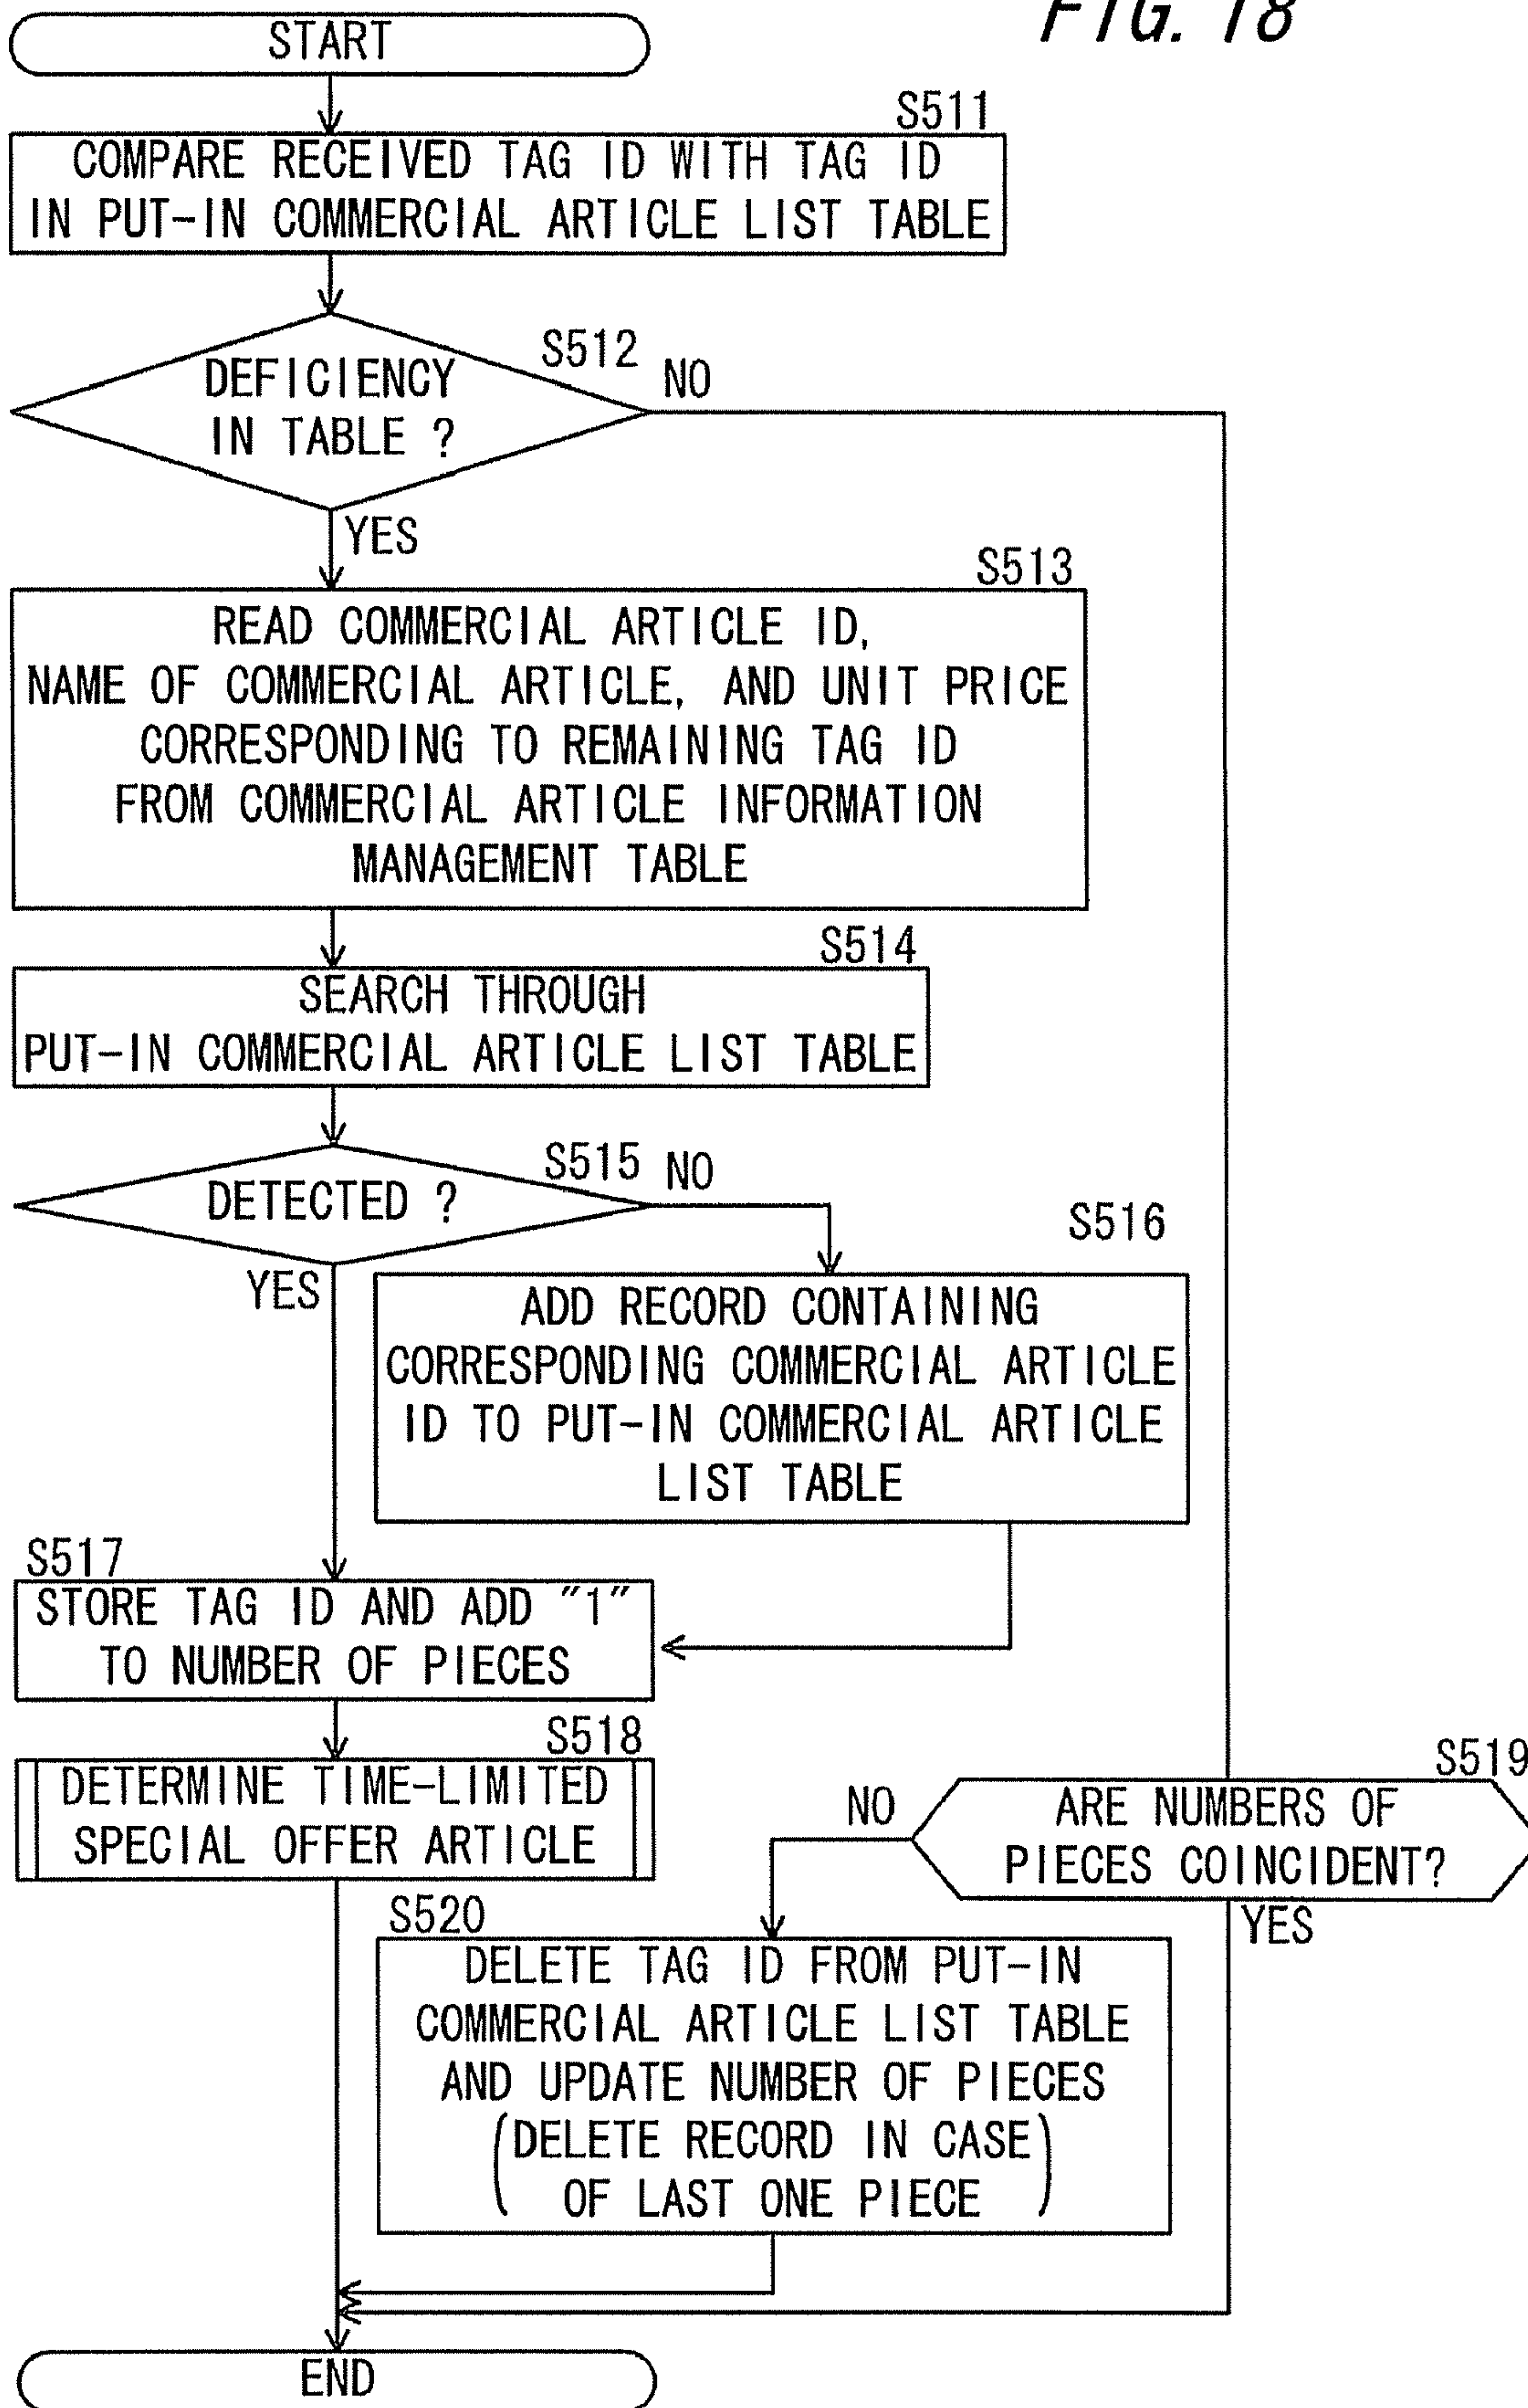 FIG. 18
START
S511
COMPARE RECEIVED TAG ID WITH TAG ID
IN PUT-IN COMMERCIAL ARTICLE LIST TABLE
S512
DEFICIENCY
IN TABLE ?
NO
YES
S513
READ COMMERCIAL ARTICLE ID,
NAME OF COMMERCIAL ARTICLE, AND UNIT PRICE
CORRESPONDING TO REMAINING TAG ID
FROM COMMERCIAL ARTICLE INFORMATION
MANAGEMENT TABLE
S514
SEARCH THROUGH
PUT-IN COMMERCIAL ARTICLE LIST TABLE
S515
DETECTED ?
NO
YES
S516
ADD RECORD CONTAINING
CORRESPONDING COMMERCIAL ARTICLE
ID TO PUT-IN COMMERCIAL ARTICLE
LIST TABLE
S517
STORE TAG ID AND ADD "1"
TO NUMBER OF PIECES
S518
DETERMINE TIME-LIMITED
SPECIAL OFFER ARTICLE
S519
ARE NUMBERS OF
PIECES COINCIDENT?
NO
YES
S520
DELETE TAG ID FROM PUT-IN
COMMERCIAL ARTICLE LIST TABLE
AND UPDATE NUMBER OF PIECES
(DELETE RECORD IN CASE
OF LAST ONE PIECE)
END